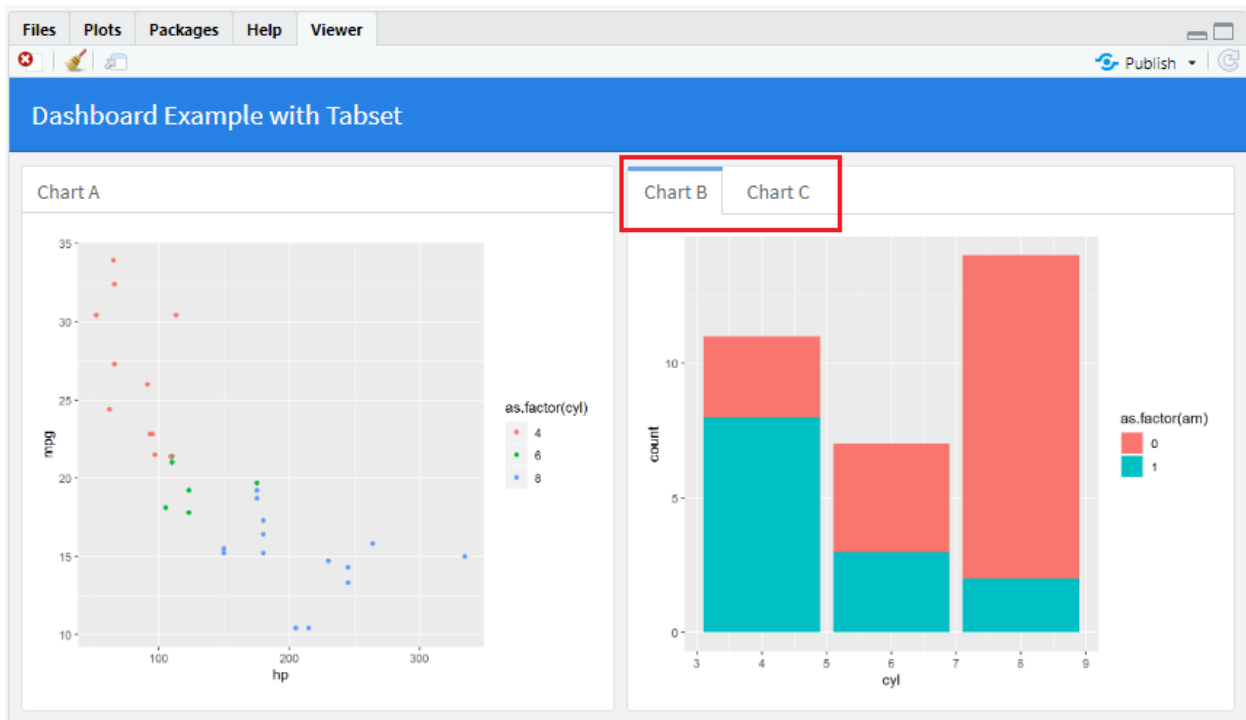 Files Plots Packages Help Viewer
Publish
Dashboard Example with Tabset
Chart A
35
30
25
20
15
10
mpg
100 200 300
hp
as.factor(cyl)
4
6
8
Chart B Chart C
10
5
0
count
3 4 5 6 7 8 9
cyl
as.factor(am)
0
1